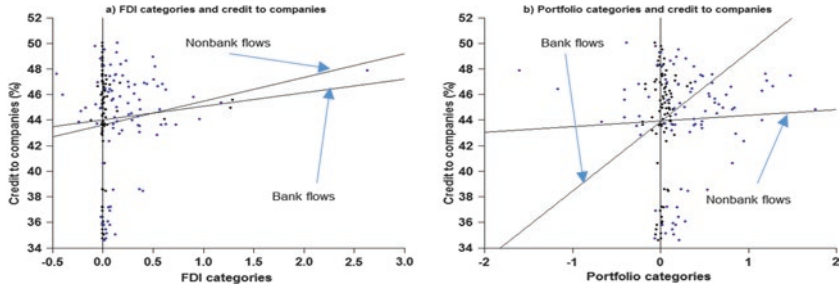 a) FDI categories and credit to companies
52
50
48
46
44
42
40
38
36
34
Credit to companies (%)
Nonbank flows
Bank flows
-0.5 0.0 0.5 1.0 1.5 2.0 2.5 3.0
FDI categories
b) Portfolio categories and credit to companies
52
50
48
46
44
42
40
38
36
34
Credit to companies (%)
Bank flows
Nonbank flows
-2 -1 0 1 2
Portfolio categories